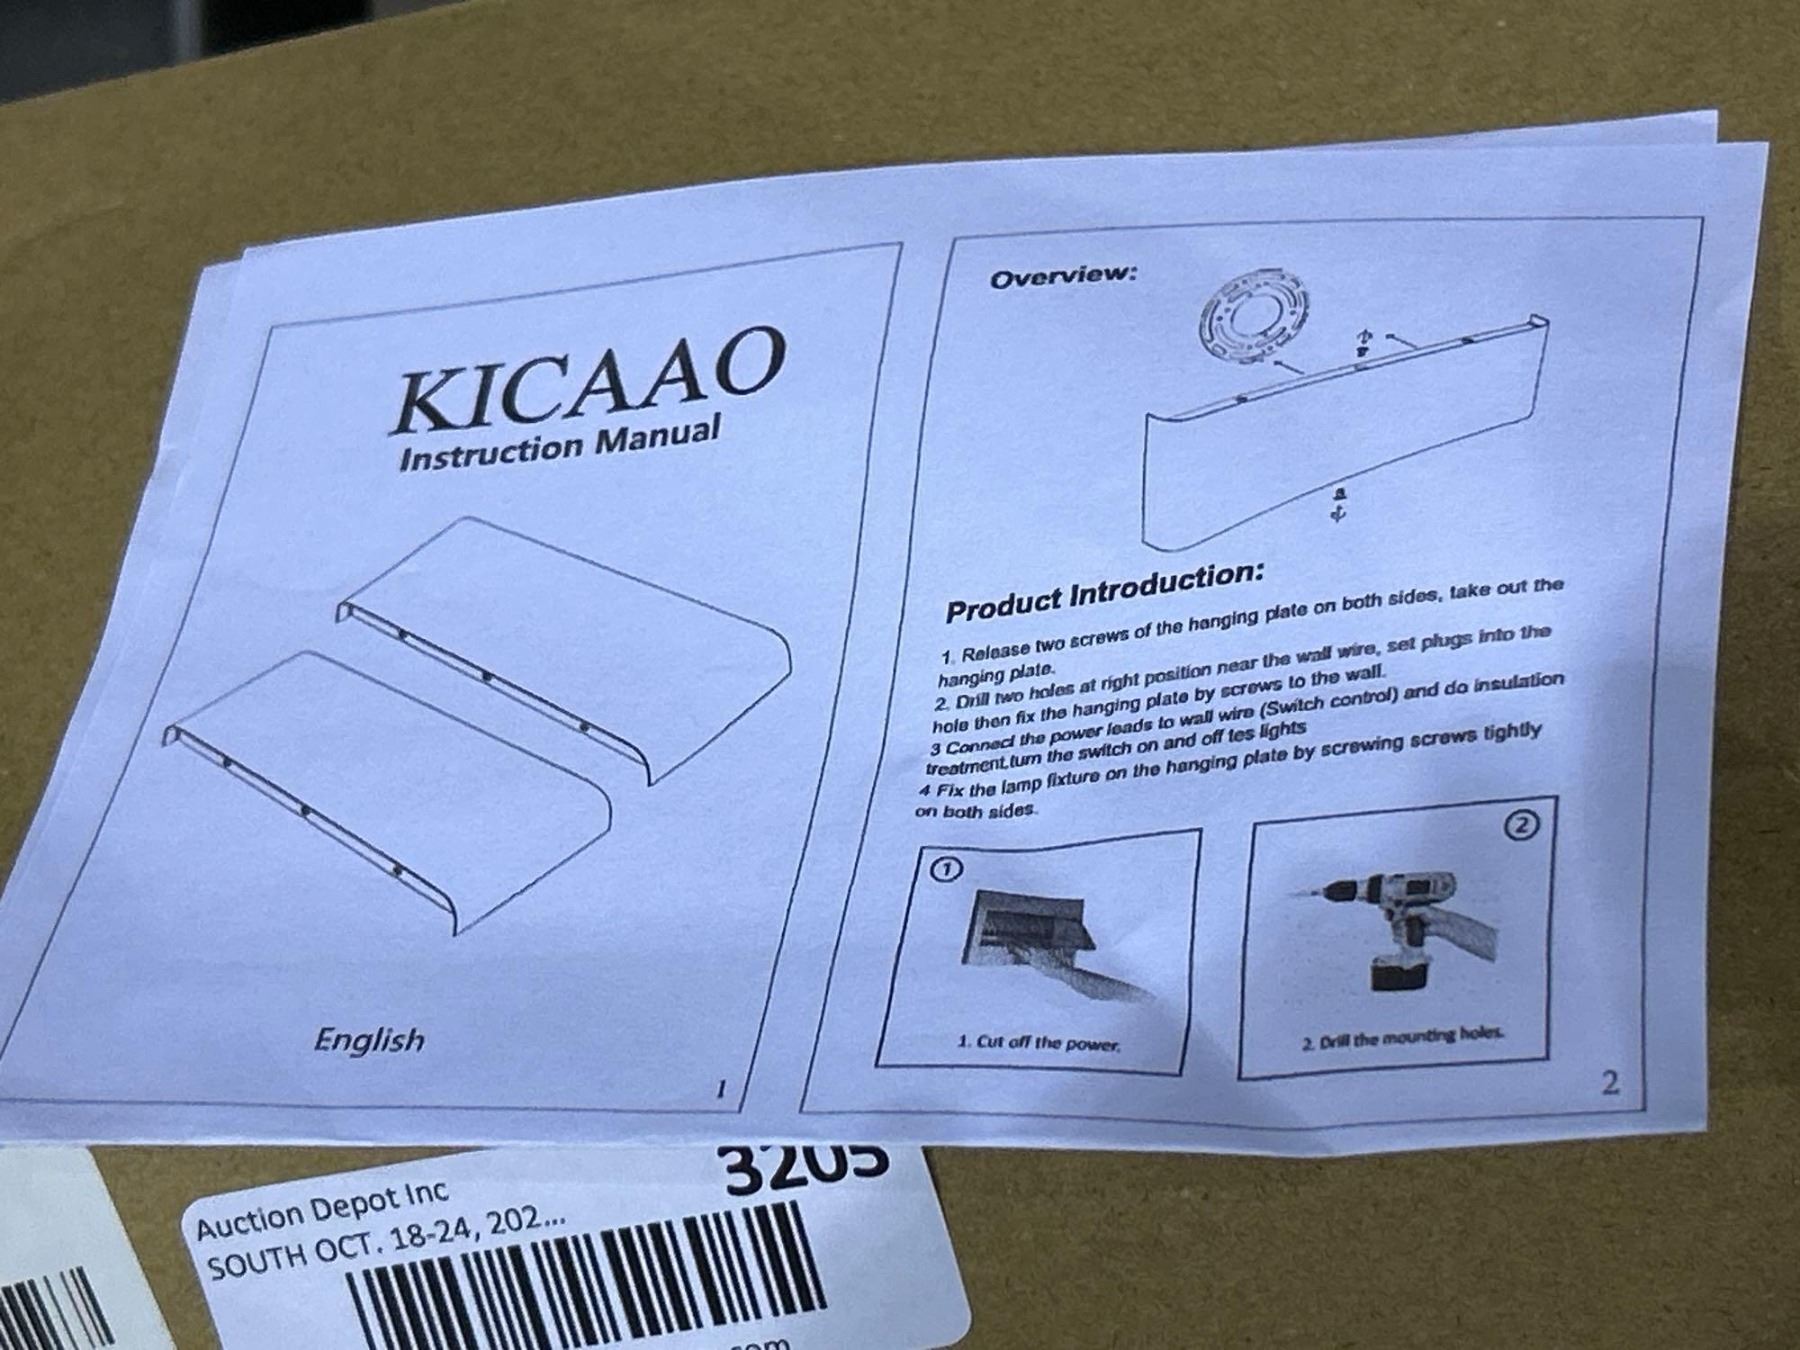 KICAAO
Instruction Manual
English
1
Overview:
Product Introduction:
1. Release two screws of the hanging plate on both sides, take out the
hanging plate.
2. Drill two holes at right position near the wall wire, set plugs into the
hole then fix the hanging plate by screws to the wall.
3 Connect the power leads to wall wire (Switch control) and do insulation
treatment,turn the switch on and off tes lights
4 Fix the lamp fixture on the hanging plate by screwing screws tightly
on both sides.
1
1. Cut off the power.
2
2. Drill the mounting holes.
2
3205
Auction Depot Inc
SOUTH OCT. 18-24, 202...